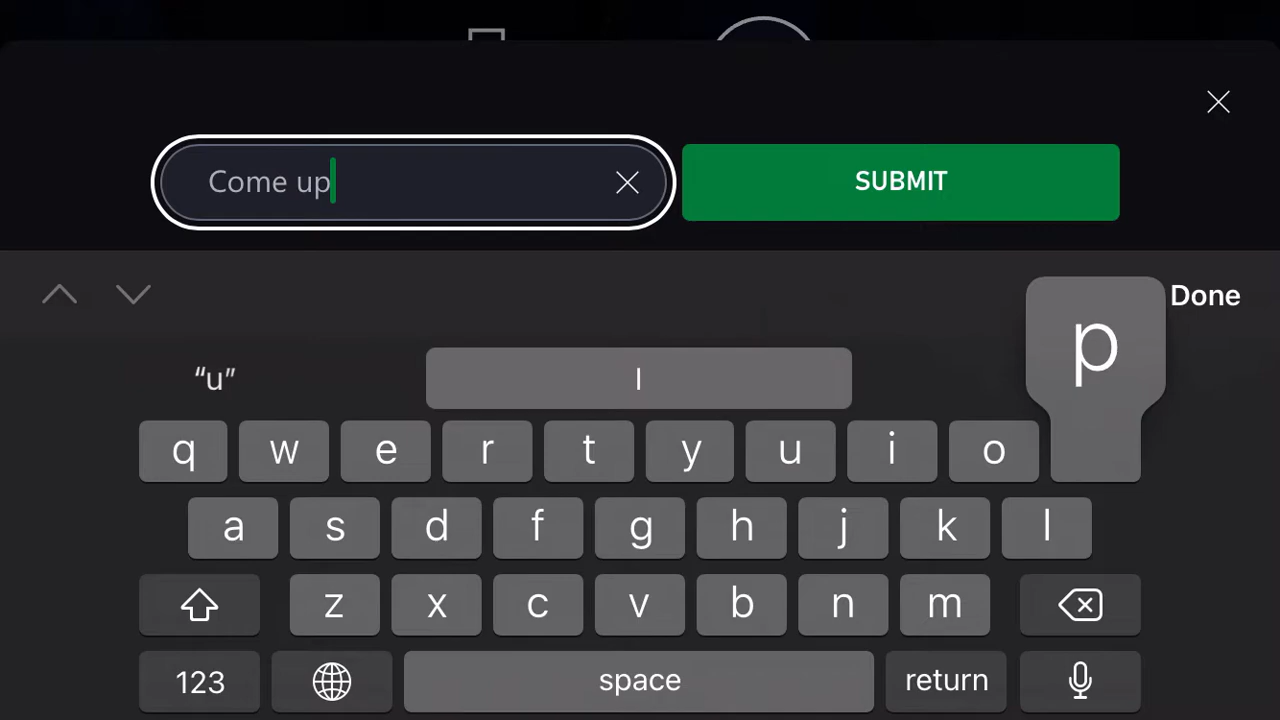 Come up
SUBMIT
Done
p
“u” I
q w e r t y u i o
a s d f g h j k l
z x c v b n m
123 space return